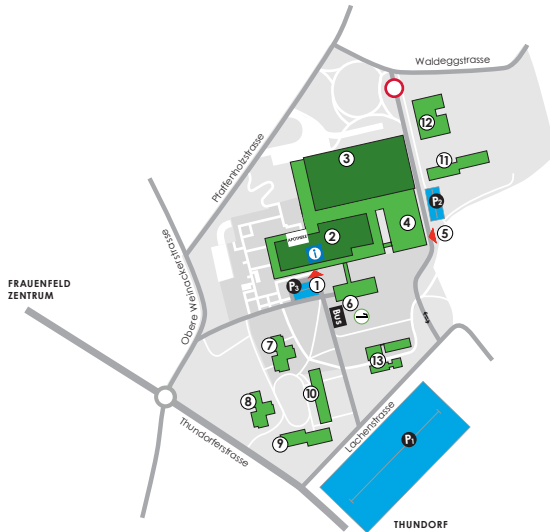 Waldeggstrasse
12
Pfaffenholzstrasse
3
11
P2
4
APOTHEKE
2
5
i
Obere Weinackerstrasse
FRAUENFELD
ZENTRUM
P3
1
6
Bus
7
13
10
8
9
Thundorferstrasse
Lachenstrasse
P1
THUNDORF